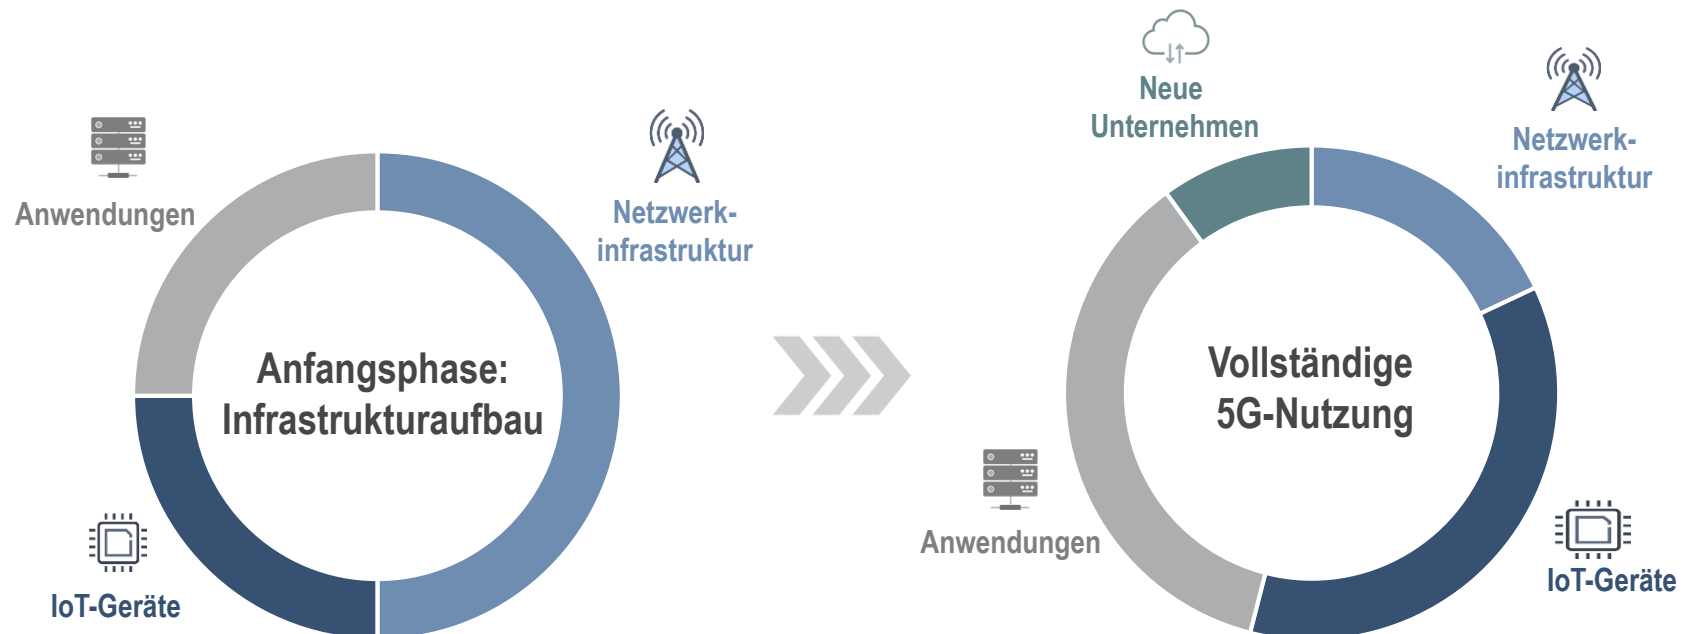 Anwendungen
Netzwerk-
infrastruktur
Anfangsphase:
Infrastrukturaufbau
IoT-Geräte
Neue
Unternehmen
Netzwerk-
infrastruktur
Vollständige
5G-Nutzung
Anwendungen
IoT-Geräte